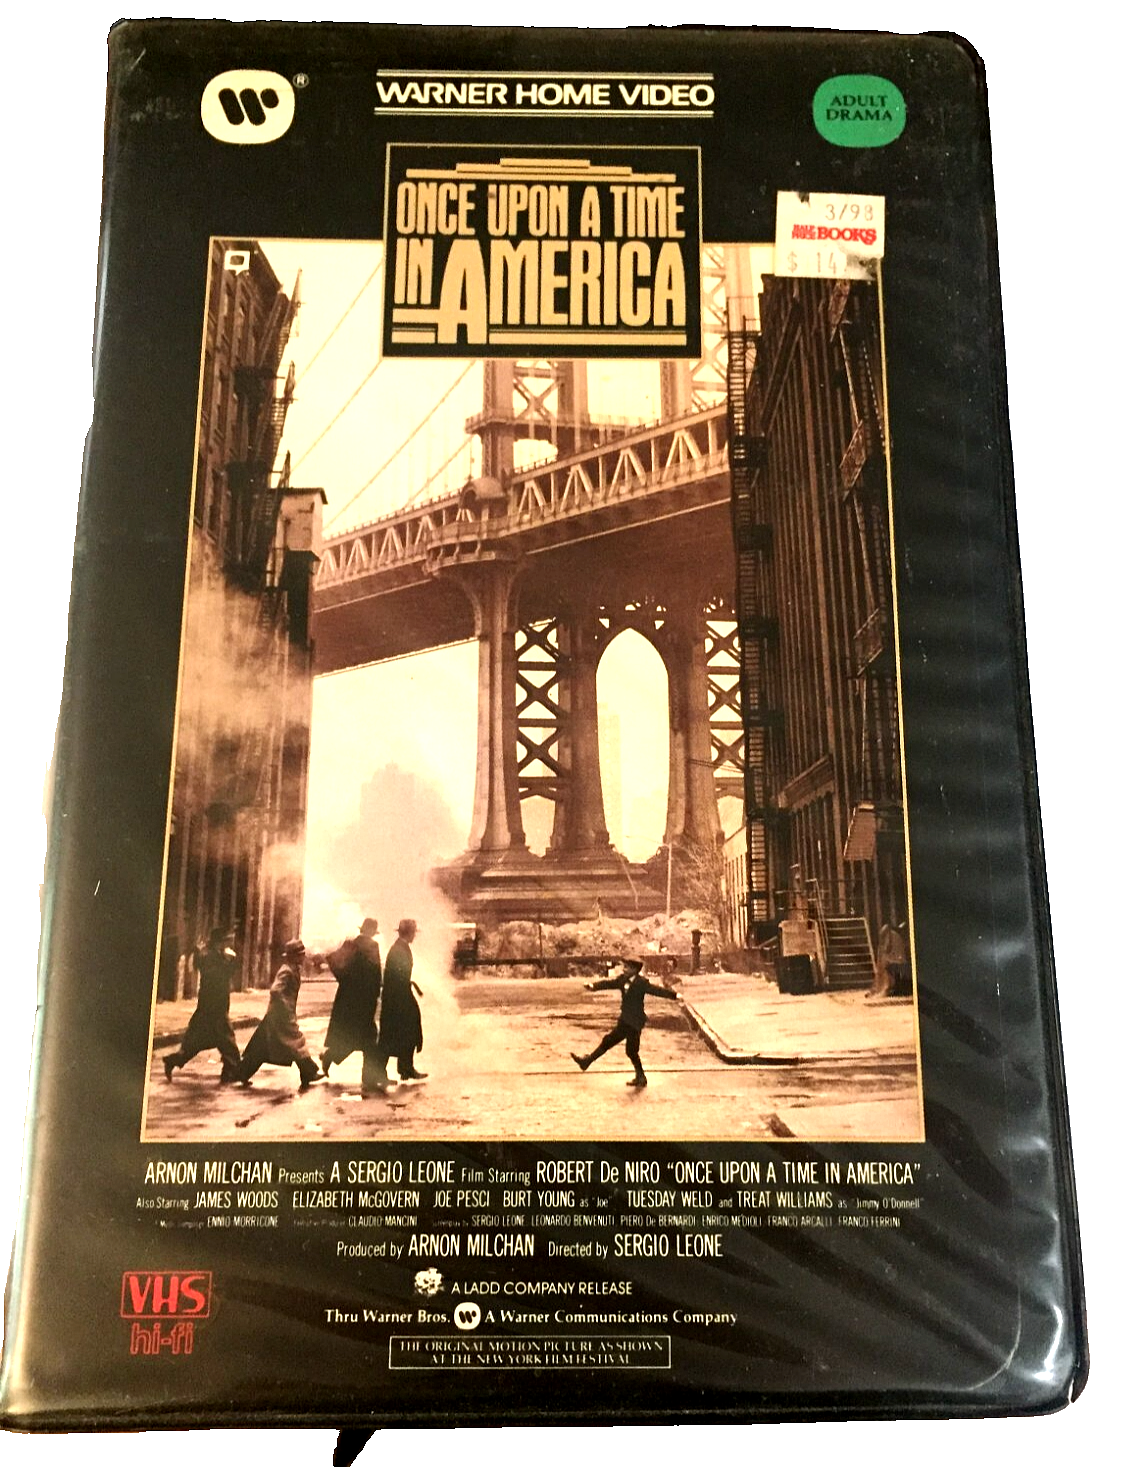 WARNER HOME VIDEO
ADULT
DRAMA
3/98
HALF PRICE BOOKS
$ 14
ONCE UPON A TIME
IN AMERICA
ARNON MILCHAN Presents A SERGIO LEONE Film Starring ROBERT De NIRO "ONCE UPON A TIME IN AMERICA"
Also Starring JAMES WOODS ELIZABETH McGOVERN JOE PESCI BURT YOUNG as "Joe" TUESDAY WELD and TREAT WILLIAMS as "Jimmy O'Donnell"
ENNIO MORRICONE CLAUDIO MANCINI SERGIO LEONE, LEONARDO BENVENUTI, PIERO De BERNARDI, ENRICO MEDIOLI, FRANCO ARCALLI, FRANCO FERRINI
Produced by ARNON MILCHAN Directed by SERGIO LEONE
A LADD COMPANY RELEASE
Thru Warner Bros. A Warner Communications Company
THE ORIGINAL MOTION PICTURE AS SHOWN
AT THE NEW YORK FILM FESTIVAL
VHS
hi-fi